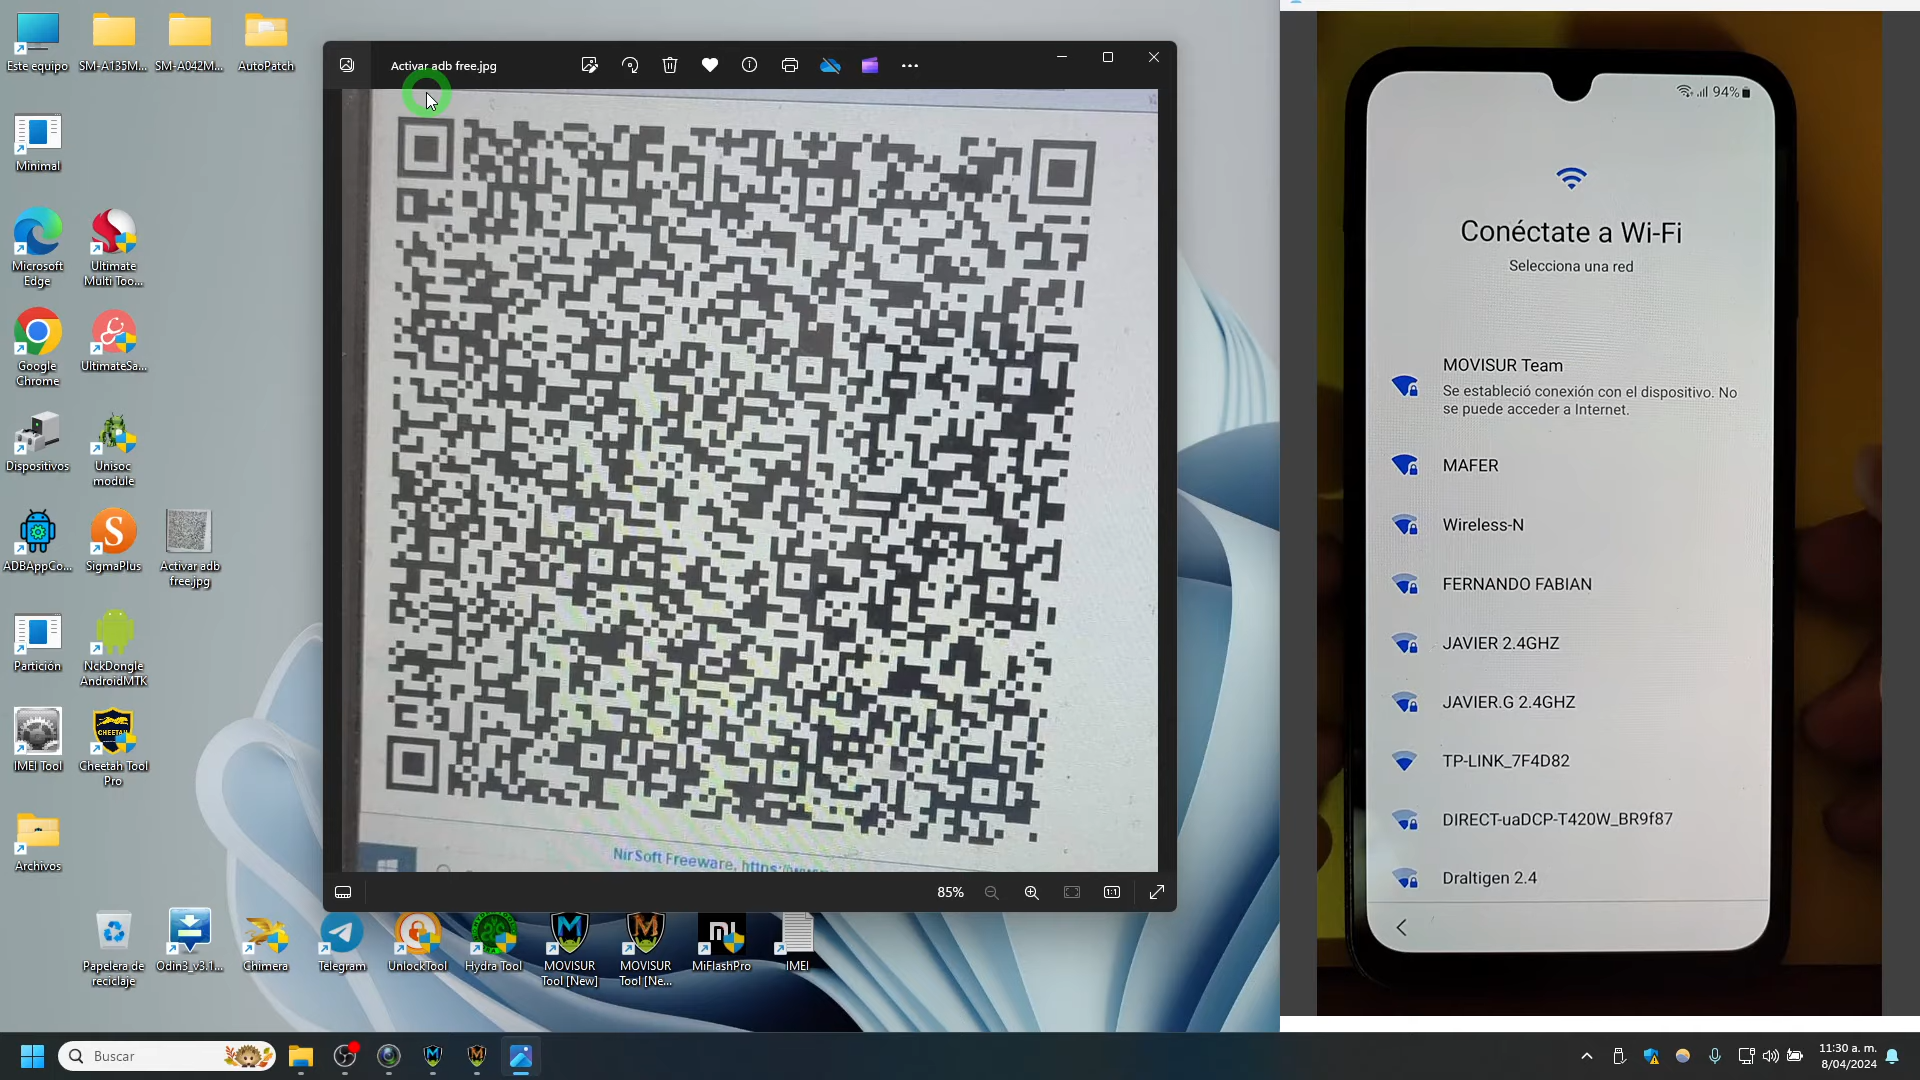 Este equipo
SM-A135M...
SM-A042M...
AutoPatch
Minimal
Microsoft
Edge
Ultimate
Multi Too...
Google
Chrome
UltimateSa...
Dispositivos
Unisoc
module
ADBAppCo...
SigmaPlus
Activar adb
free.jpg
Partición
NckDongle
AndroidMTK
IMEI Tool
CHEETAH
Cheetah Tool
Pro
Archivos
Papelera de
reciclaje
Odin3_v3.1...
Chimera
Telegram
UnlockTool
Hydra Tool
MOVISUR
Tool [New]
MOVISUR
Tool [Ne...
MiFlashPro
IMEI
Activar adb free.jpg
NirSoft Freeware, https://
85%
1:1
94%
Conéctate a Wi-Fi
Selecciona una red
MOVISUR Team
Se estableció conexión con el dispositivo. No
se puede acceder a Internet.
MAFER
Wireless-N
FERNANDO FABIAN
JAVIER 2.4GHZ
JAVIER.G 2.4GHZ
TP-LINK_7F4D82
DIRECT-uaDCP-T420W_BR9f87
Draltigen 2.4
Buscar
11:30 a. m.
8/04/2024